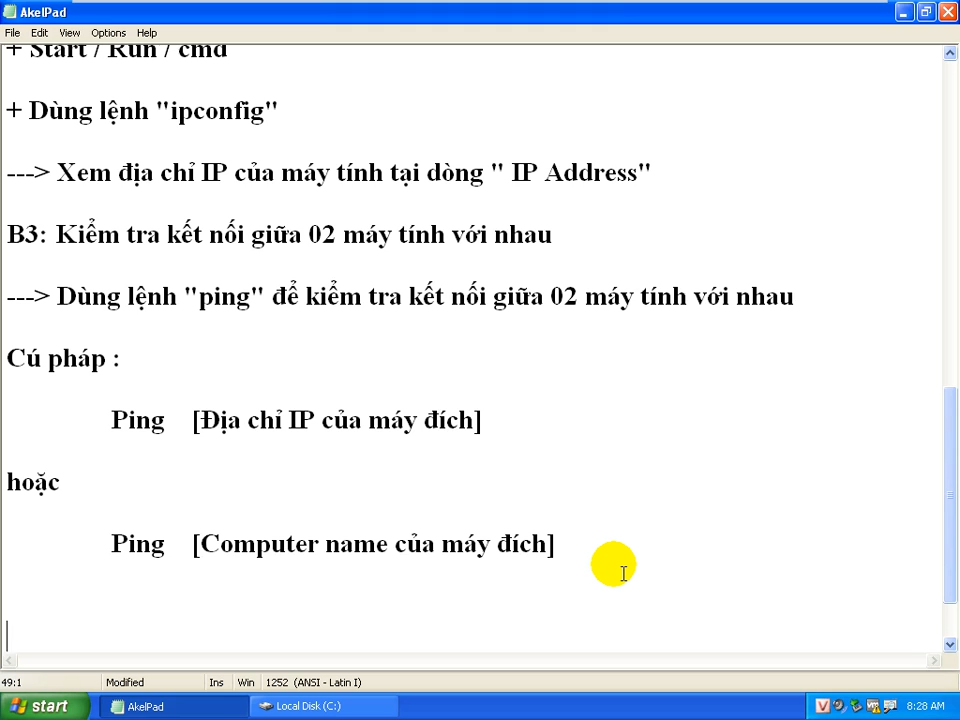 AkelPad
File Edit View Options Help
+ Start / Run / cmd
+ Dùng lệnh "ipconfig"
---> Xem địa chỉ IP của máy tính tại dòng " IP Address"
B3: Kiểm tra kết nối giữa 02 máy tính với nhau
---> Dùng lệnh "ping" để kiểm tra kết nối giữa 02 máy tính với nhau
Cú pháp :
Ping [Địa chỉ IP của máy đích]
hoặc
Ping [Computer name của máy đích]
49:1 Modified Ins Win 1252 (ANSI - Latin I)
start AkelPad Local Disk (C:) V 8:28 AM